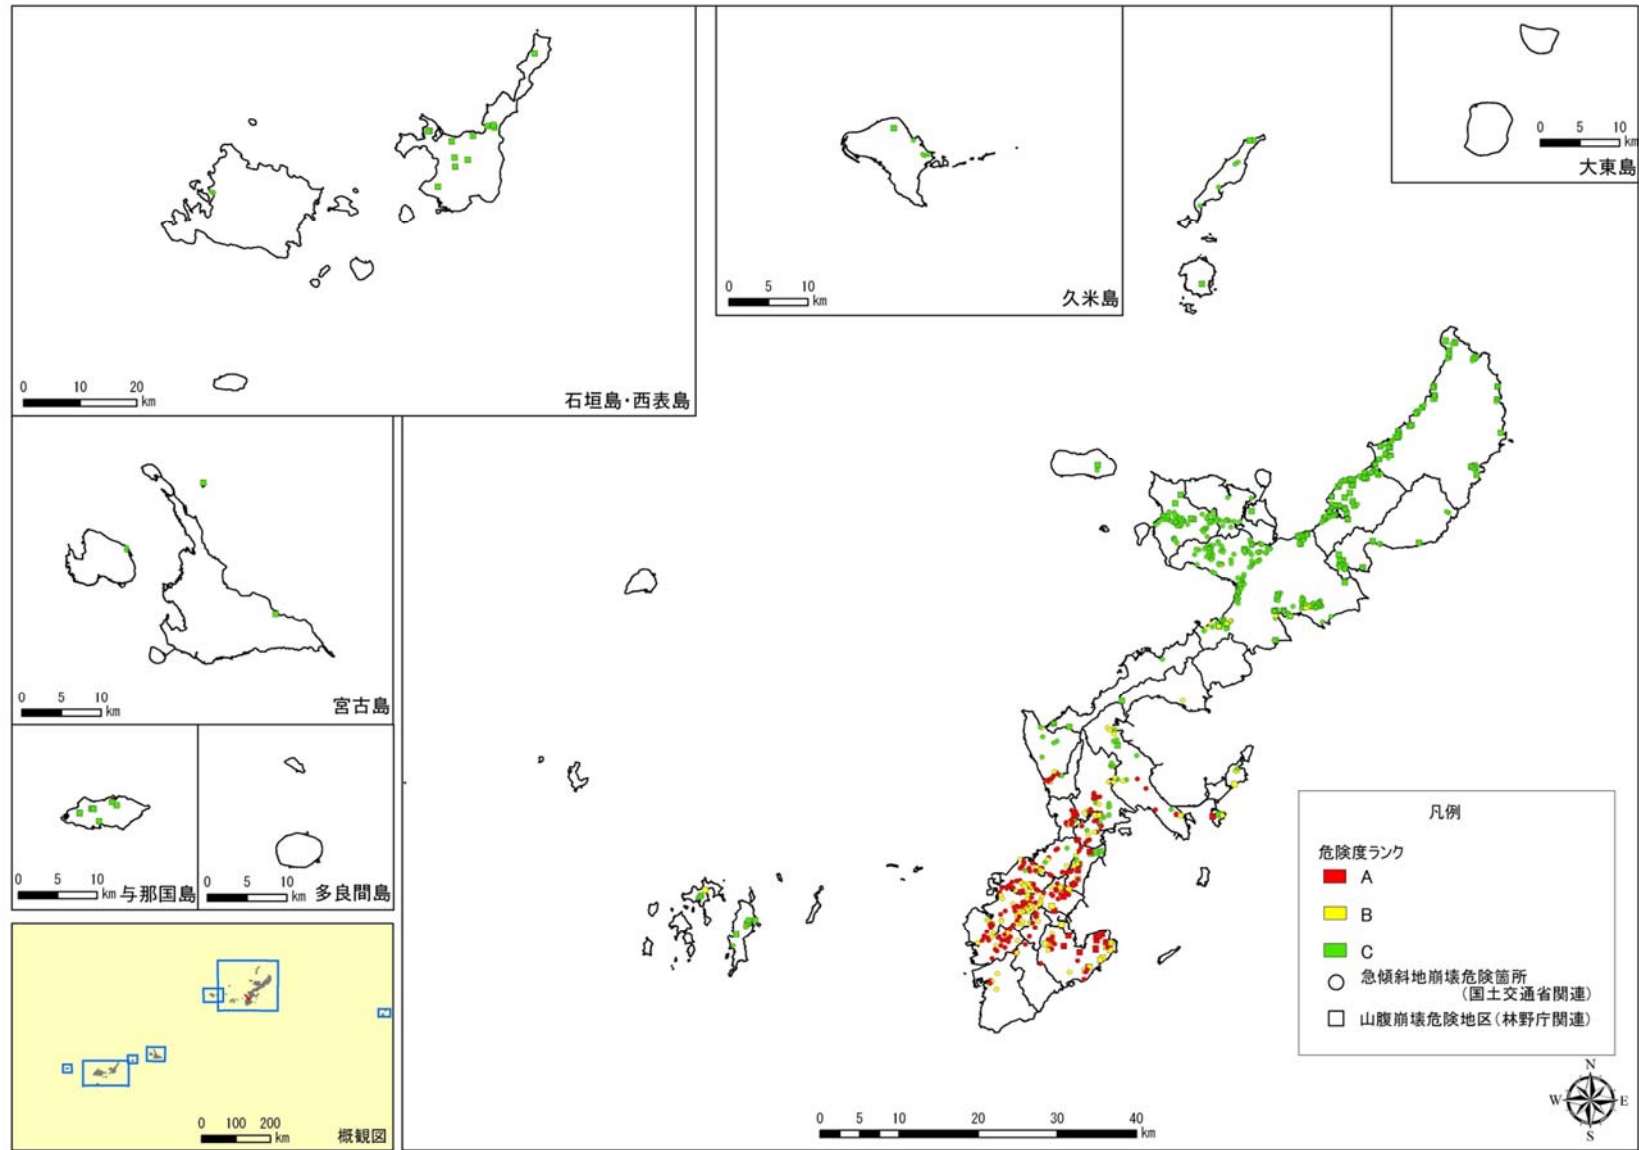 0 5 10
km
大東島
0 5 10
km
久米島
0 10 20
km
石垣島・西表島
0 5 10
km
宮古島
0 5 10
km
与那国島
0 5 10
km
多良間島
凡例
危険度ランク
A
B
C
急傾斜地崩壊危険箇所
(国土交通省関連)
山腹崩壊危険地区(林野庁関連)
N
W E
S
0 100 200
km
概観図
0 5 10 20 30 40
km